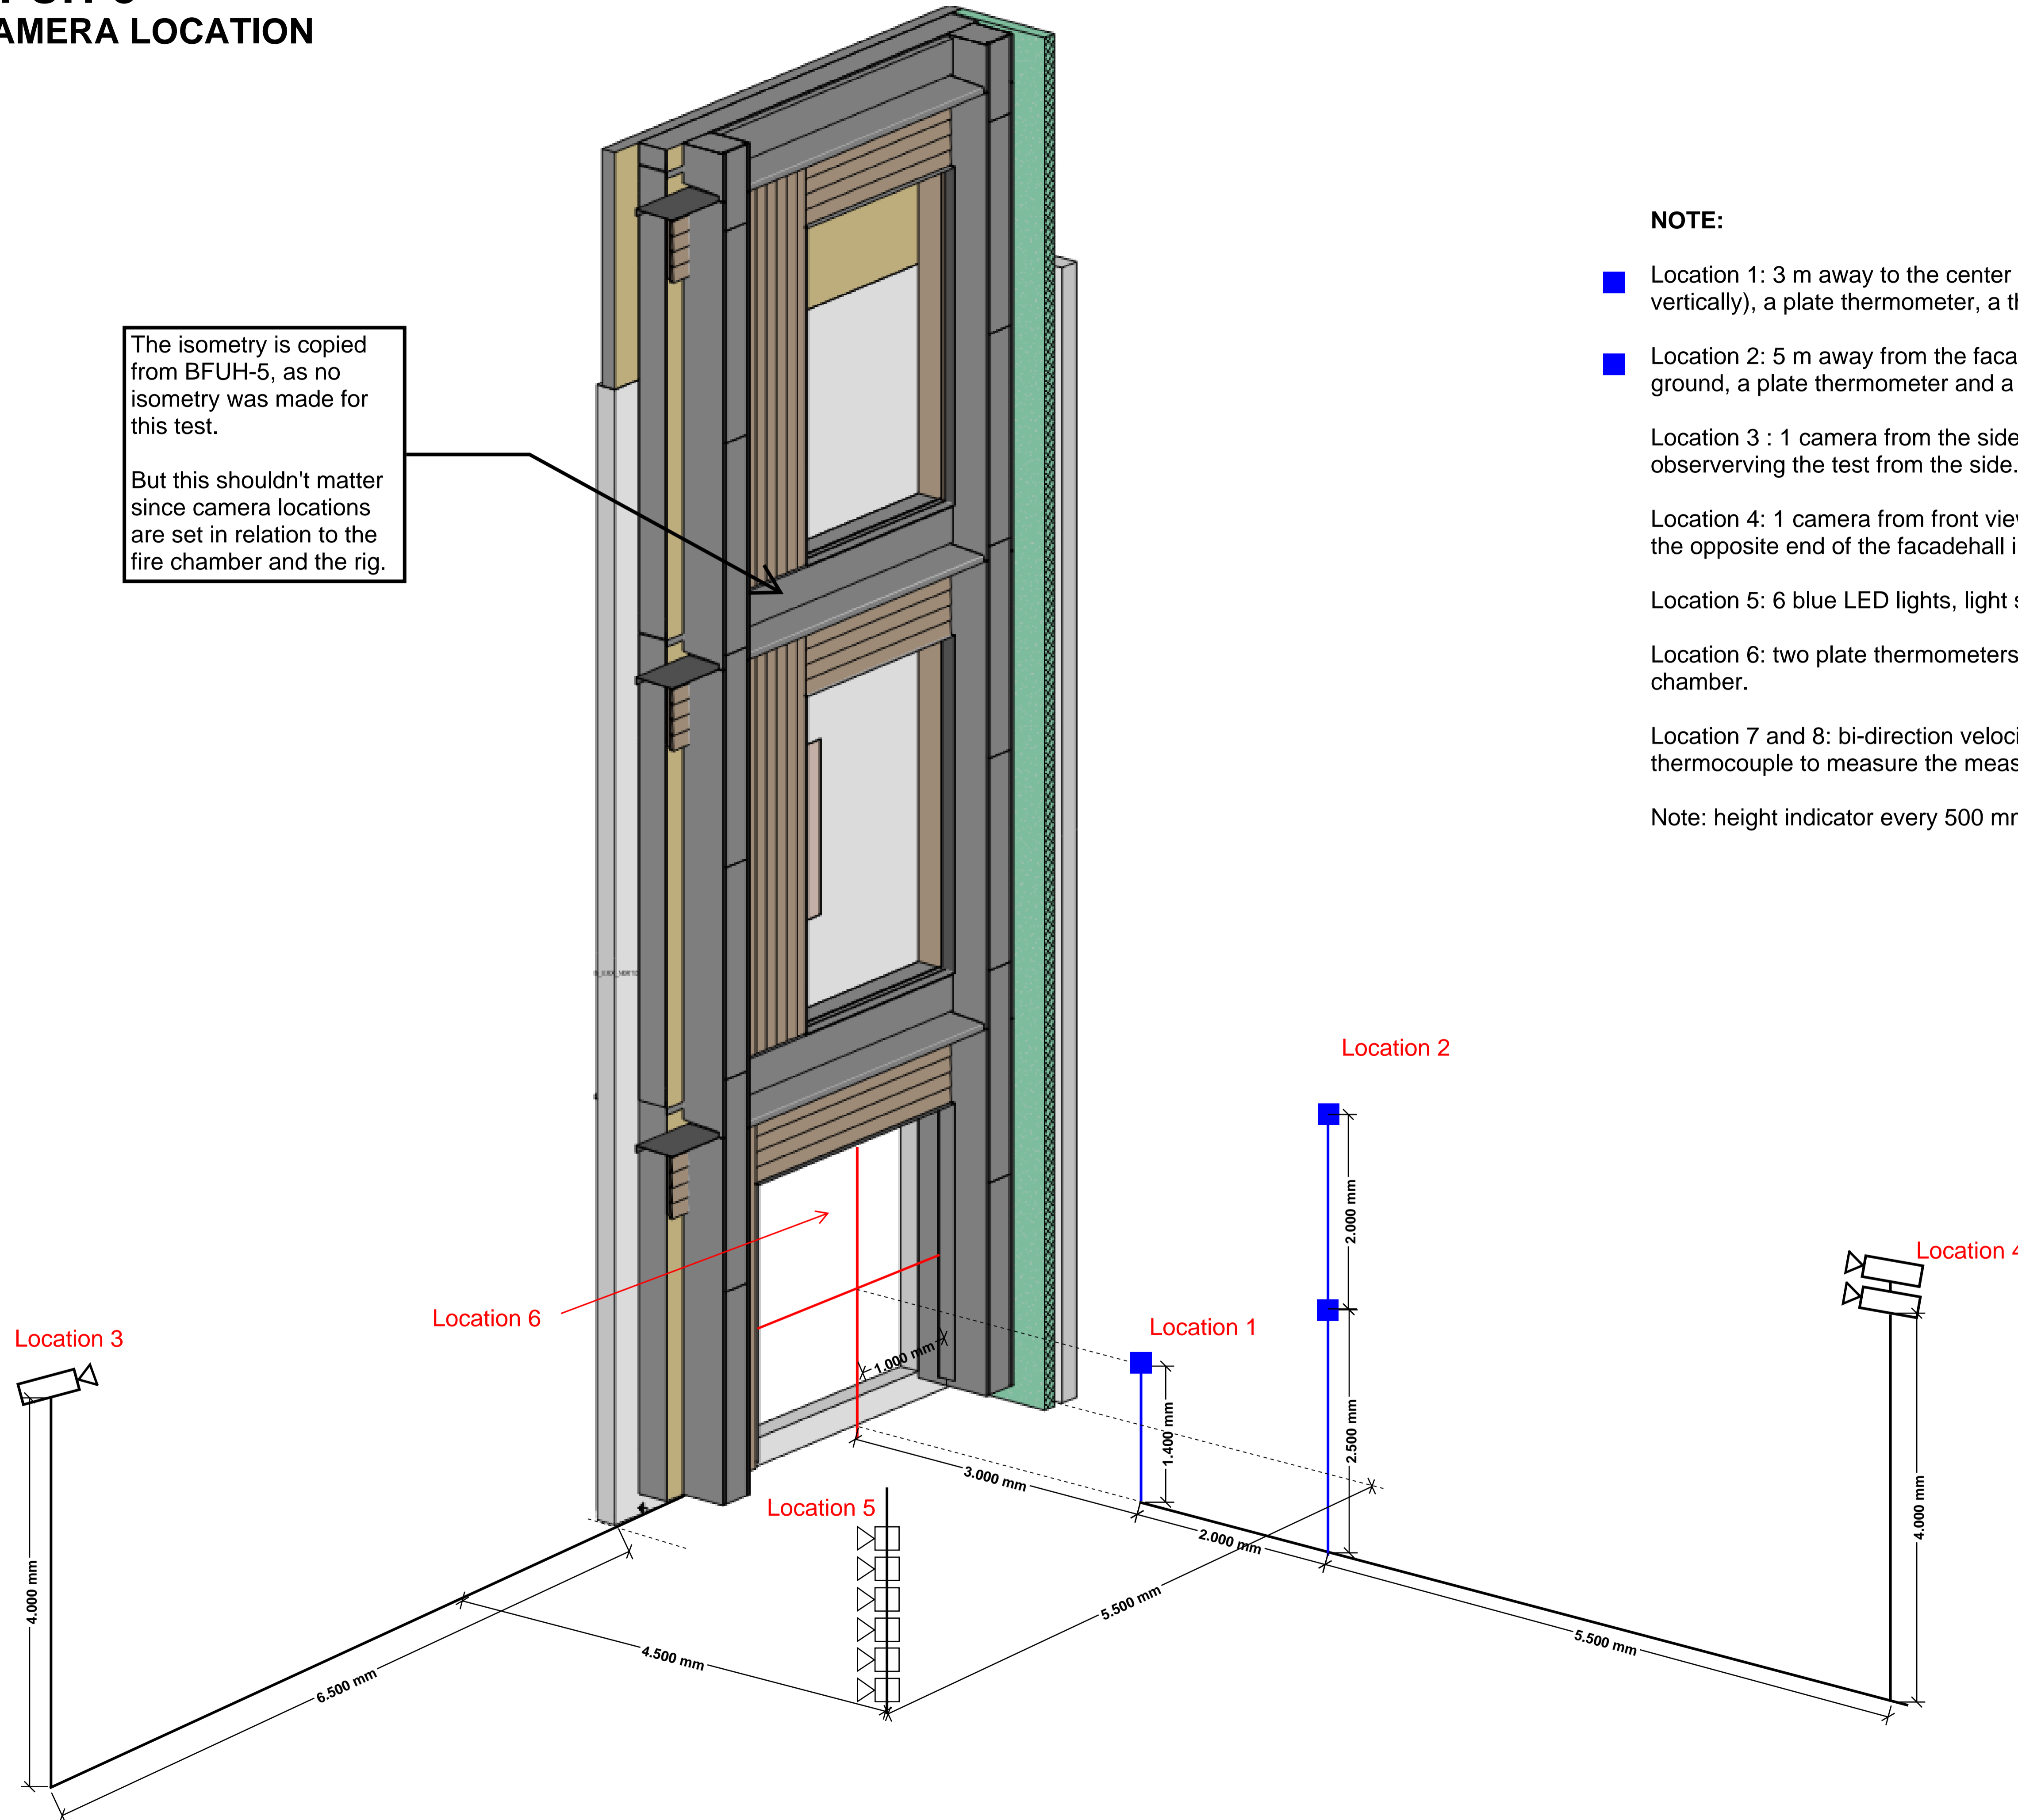 AMERA LOCATION
The isometry is copied
from BFUH-5, as no
isometry was made for
this test.
But this shouldn't matter
since camera locations
are set in relation to the
fire chamber and the rig.
NOTE:
Location 1: 3 m away to the center
vertically), a plate thermometer, a th
Location 2: 5 m away from the faca
ground, a plate thermometer and a
Location 3 : 1 camera from the side
observerving the test from the side.
Location 4: 1 camera from front view
the opposite end of the facadehall i
Location 5: 6 blue LED lights, light s
Location 6: two plate thermometers
chamber.
Location 7 and 8: bi-direction veloci
thermocouple to measure the meas
Note: height indicator every 500 mm
Location 2
2.000 mm
Location 4
Location 6
Location 1
Location 3
1.000 mm
1.400 mm
2.500 mm
3.000 mm
Location 5
2.000 mm
4.000 mm
4.000 mm
5.500 mm
4.500 mm
5.500 mm
6.500 mm